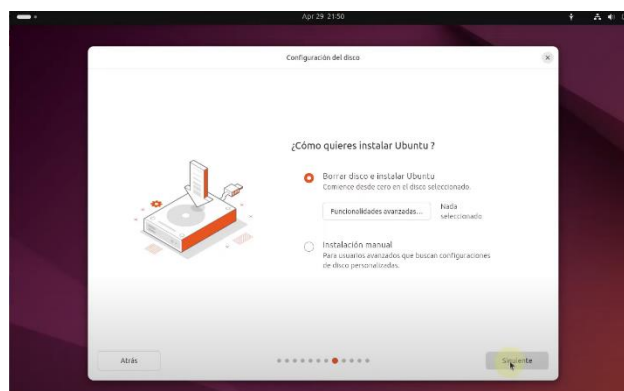 Apr 29 21:50
Configuración del disco
¿Cómo quieres instalar Ubuntu ?
Borrar disco e instalar Ubuntu
Comience desde cero en el disco seleccionado.
Funcionalidades avanzadas...
Nada
seleccionado
Instalación manual
Para usuarios avanzados que buscan configuraciones
de disco personalizadas.
Atrás
Siguiente